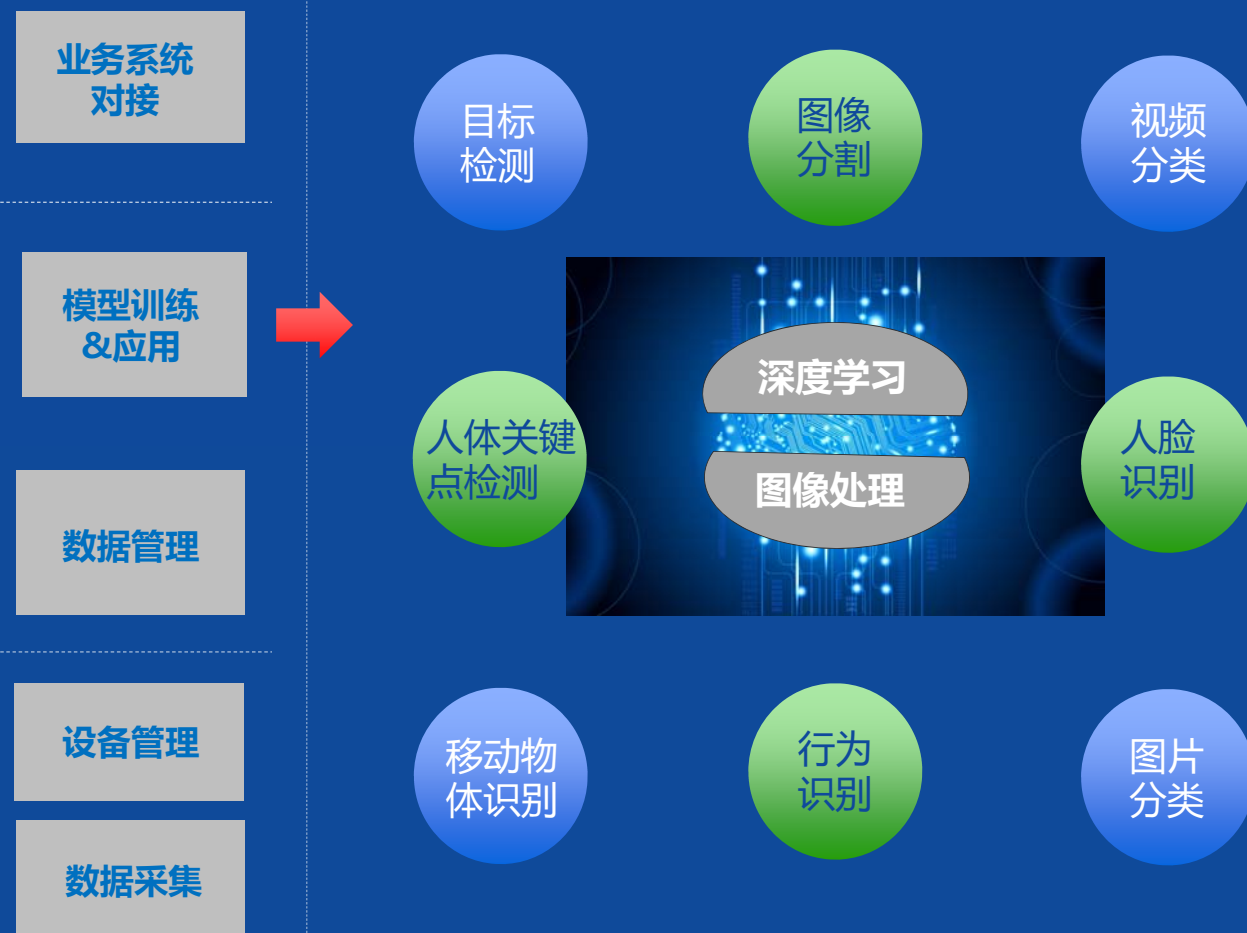 业务系统
对接
模型训练
&应用
数据管理
设备管理
数据采集
目标
检测
图像
分割
视频
分类
人体关键
点检测
深度学习
图像处理
人脸
识别
移动物
体识别
行为
识别
图片
分类